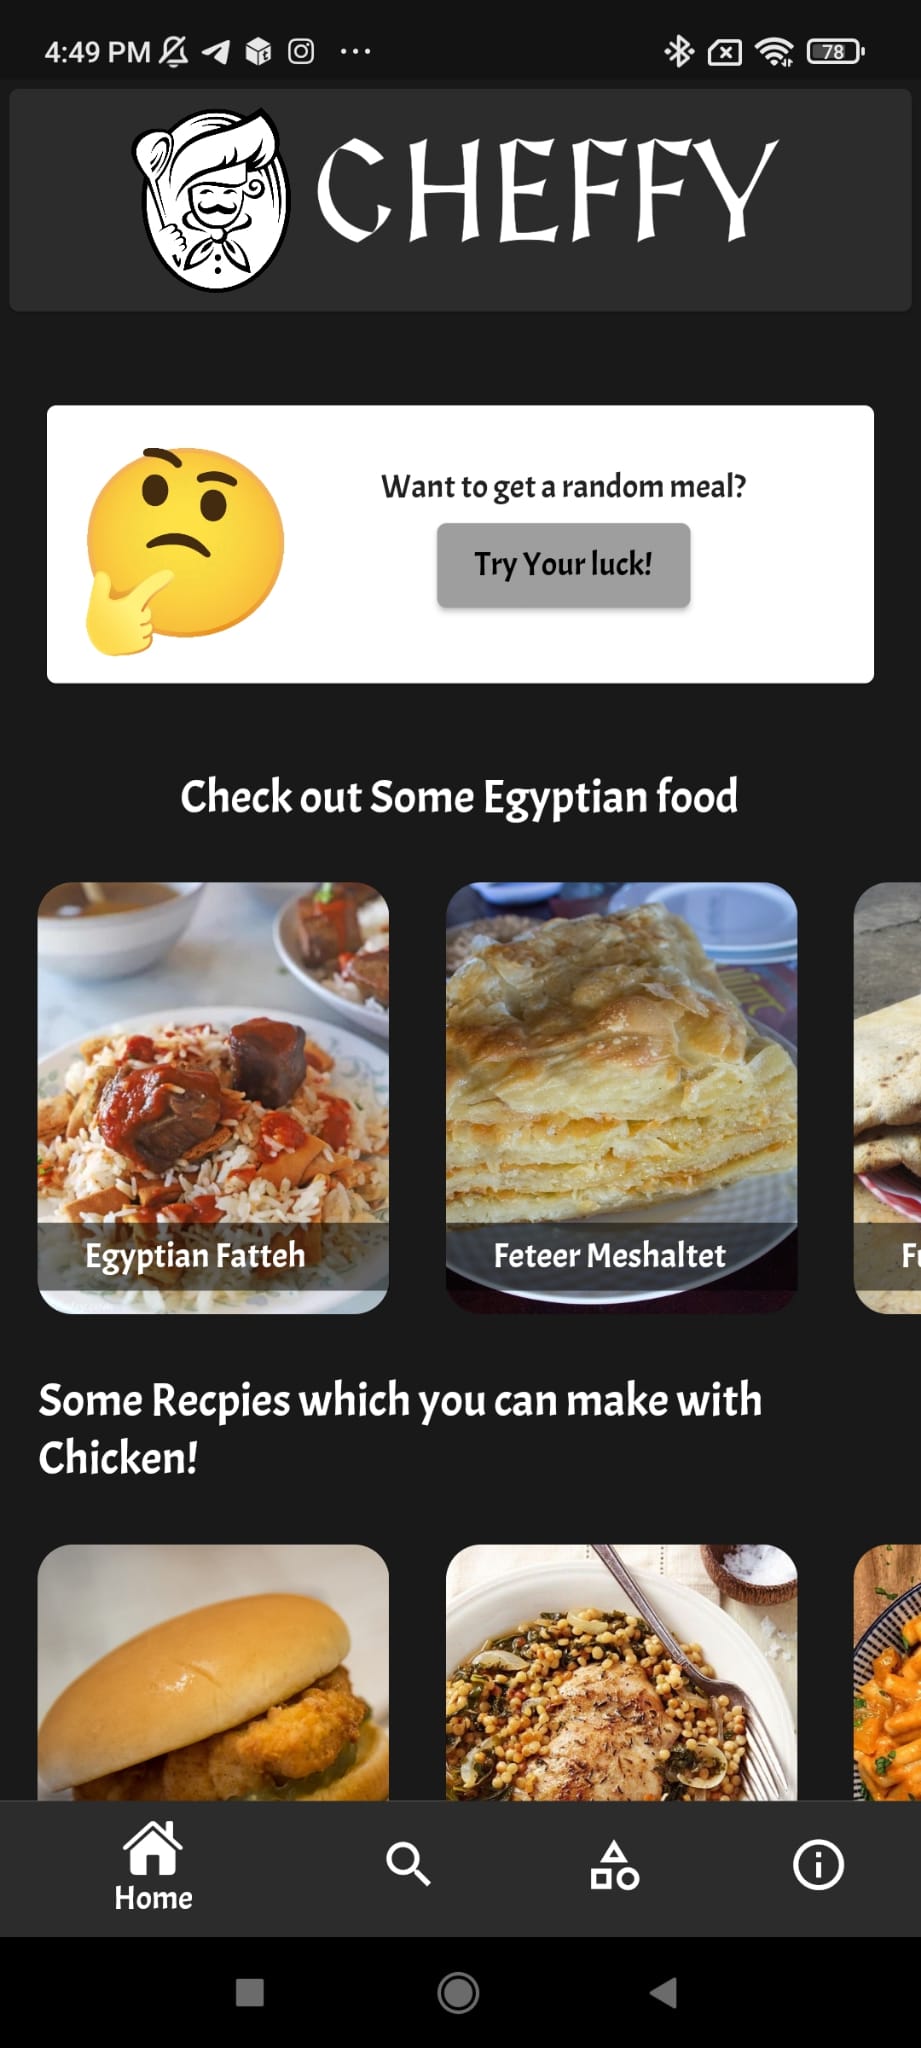 4:49 PM
78
CHEFFY
Want to get a random meal?
Try Your luck!
Check out Some Egyptian food
Egyptian Fatteh
Feteer Meshaltet
Some Recpies which you can make with
Chicken!
Home